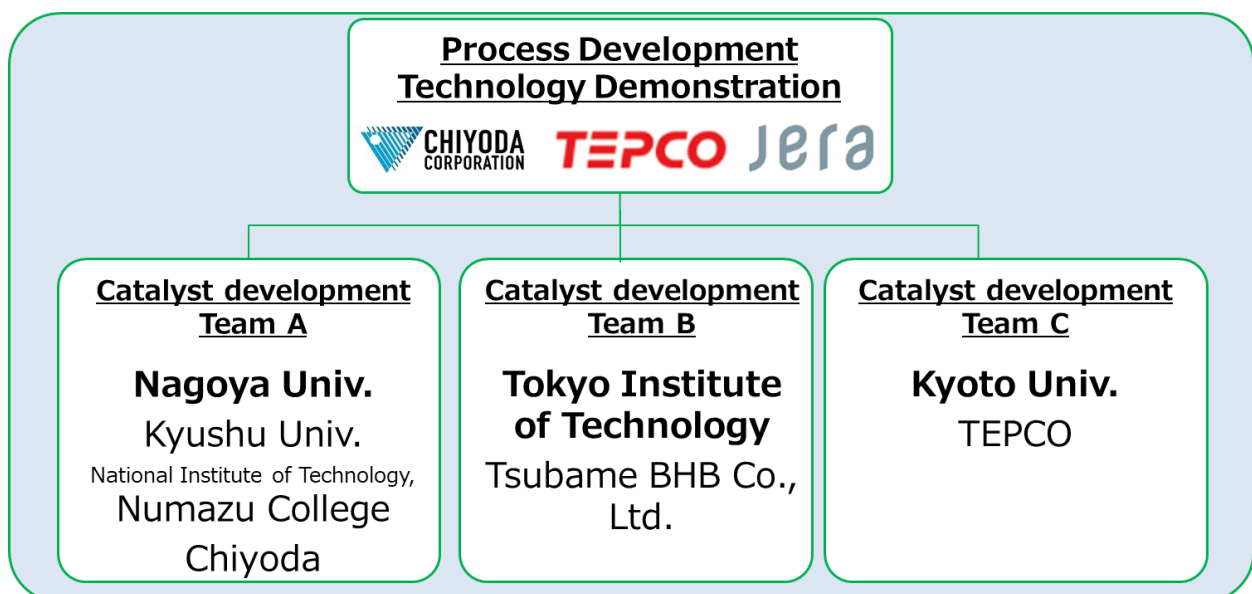 Process Development
Technology Demonstration
CHIYODA
CORPORATION
TEPCO
Jera
Catalyst development
Team A
Nagoya Univ.
Kyushu Univ.
National Institute of Technology,
Numazu College
Chiyoda
Catalyst development
Team B
Tokyo Institute
of Technology
Tsubame BHB Co.,
Ltd.
Catalyst development
Team C
Kyoto Univ.
TEPCO